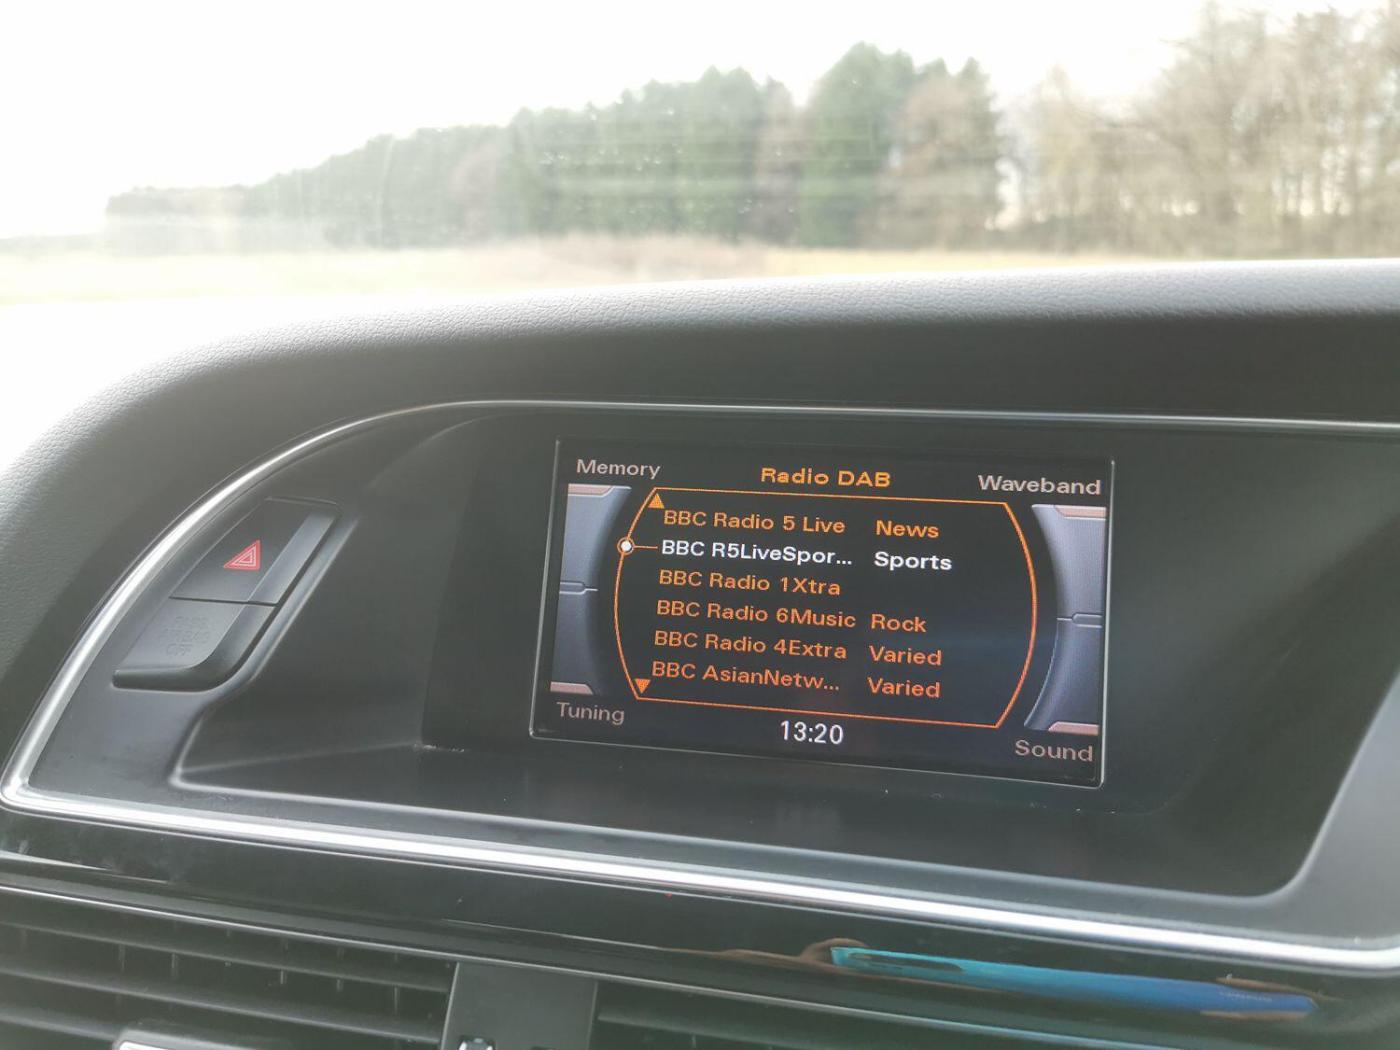 Memory
Radio DAB
Waveband
BBC Radio 5 Live News
BBC R5LiveSpor... Sports
BBC Radio 1Xtra
BBC Radio 6Music Rock
BBC Radio 4Extra Varied
BBC AsianNetw... Varied
Tuning
13:20
Sound